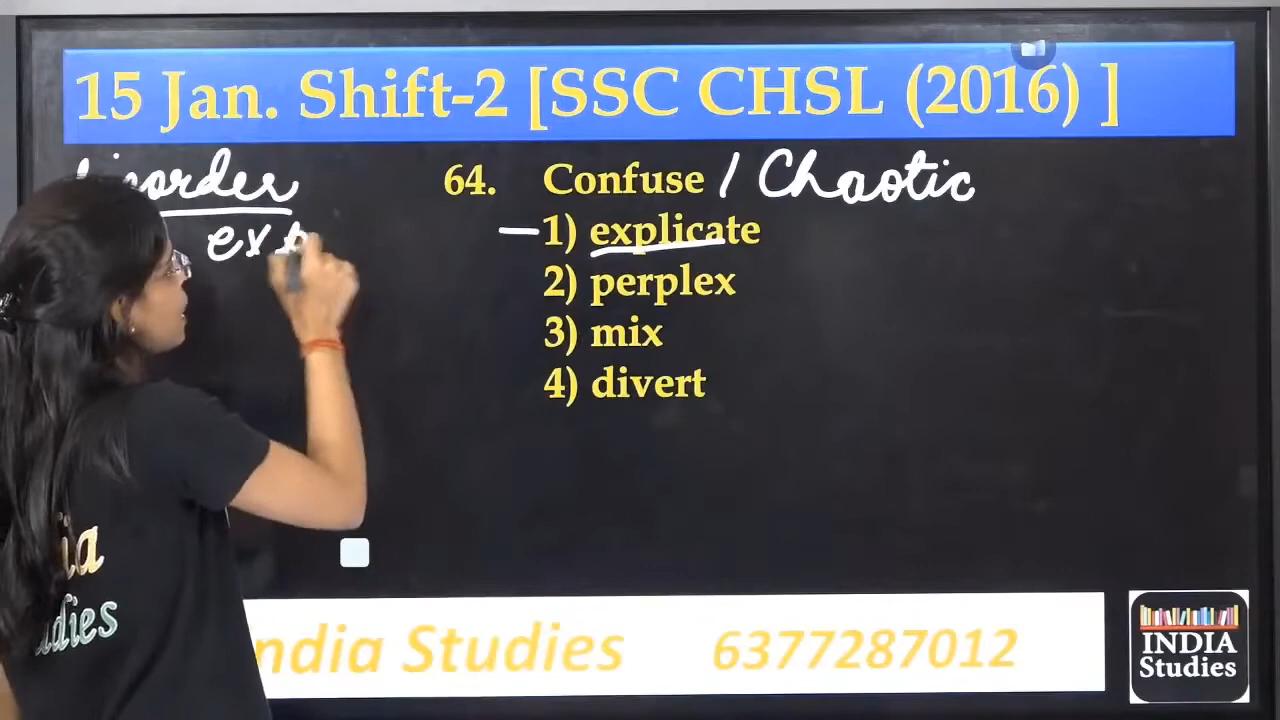 15 Jan. Shift-2 [SSC CHSL (2016) ]
64. Confuse / Chaotic
1) explicate
2) perplex
3) mix
4) divert
India Studies 6377287012
INDIA
Studies